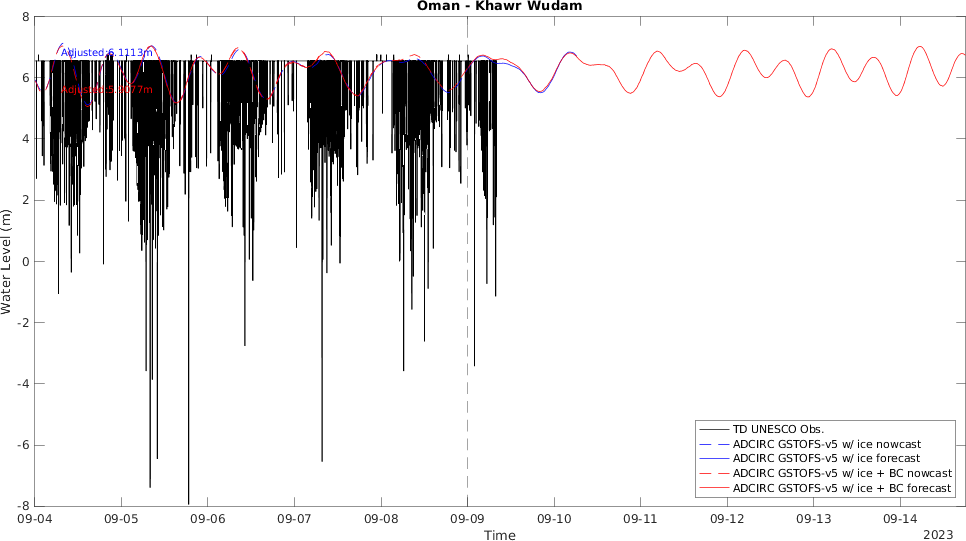 Oman - Khawr Wudam
Adjusted:6.1113m
Water Level (m)
8
6
4
2
0
-2
-4
-6
-8
TD UNESCO Obs.
ADCIRC GSTOFS-v5 w/ ice nowcast
ADCIRC GSTOFS-v5 w/ ice forecast
ADCIRC GSTOFS-v5 w/ ice + BC nowcast
ADCIRC GSTOFS-v5 w/ ice + BC forecast
09-04 09-05 09-06 09-07 09-08 09-09 09-10 09-11 09-12 09-13 09-14
Time
2023